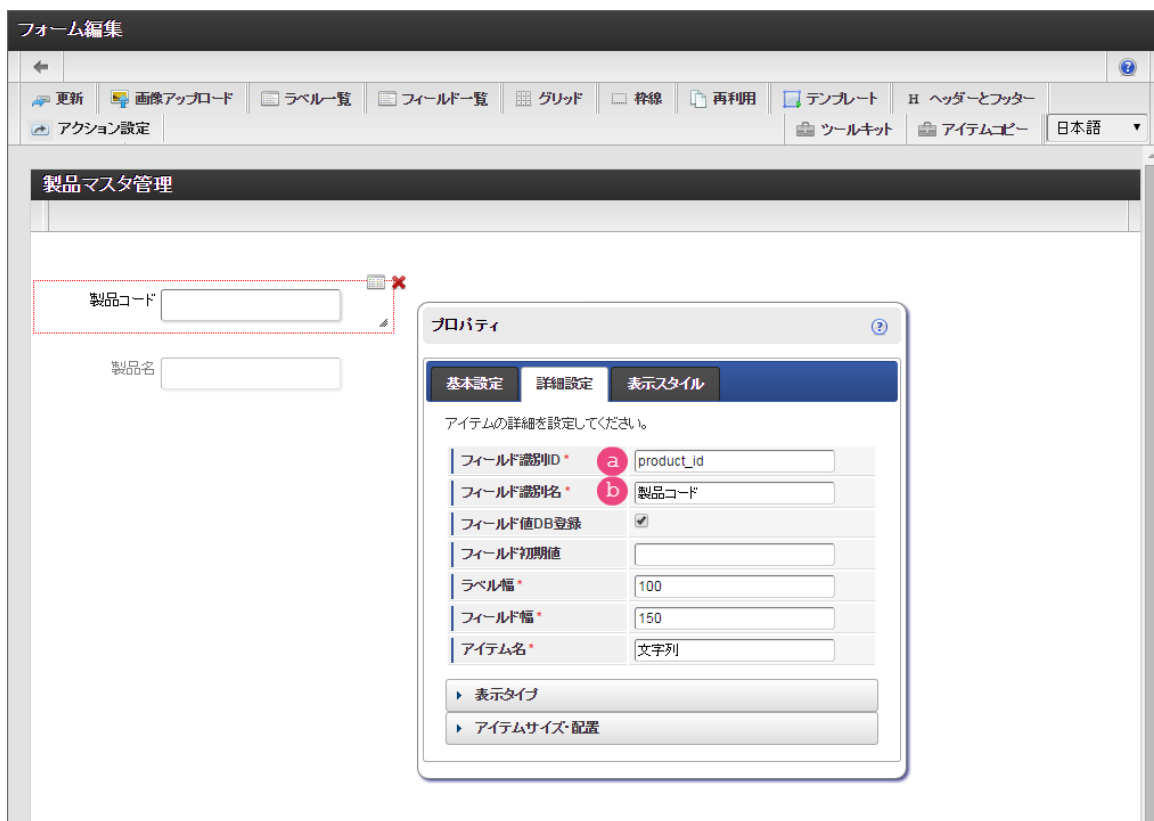 フォーム編集
更新 画像アップロード ラベル一覧 フィールド一覧 グリッド 枠線 再利用 テンプレート H ヘッダーとフッター
アクション設定 ツールキット アイテムコピー 日本語
製品マスタ管理
製品コード
製品名
プロパティ
基本設定 詳細設定 表示スタイル
アイテムの詳細を設定してください。
フィールド識別ID * a product_id
フィールド識別名 * b 製品コード
フィールド値DB登録
フィールド初期値
ラベル幅 * 100
フィールド幅 * 150
アイテム名 * 文字列
表示タイプ
アイテムサイズ・配置